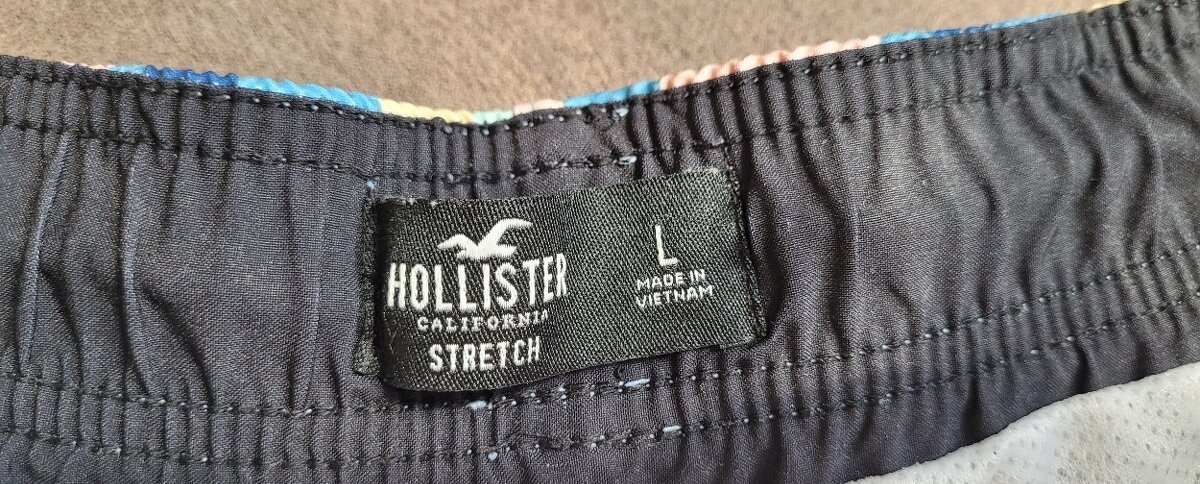 HOLLISTER
CALIFORNIA
STRETCH
L
MADE IN
VIETNAM